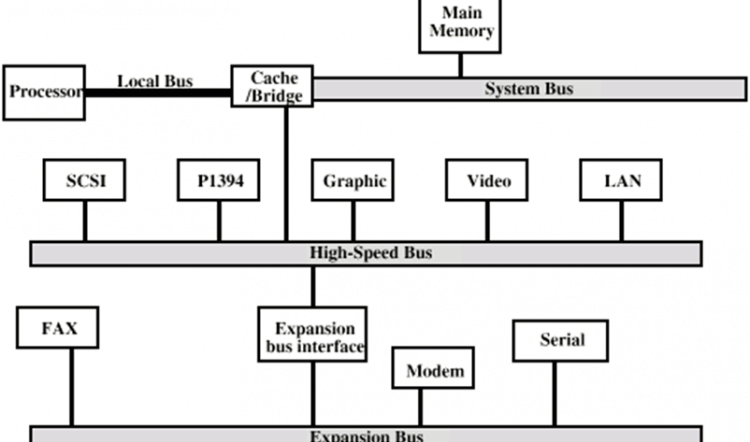 Main
Memory
Processor
Local Bus
Cache
/Bridge
System Bus
SCSI
P1394
Graphic
Video
LAN
High-Speed Bus
FAX
Expansion
bus interface
Serial
Modem
Expansion Bus